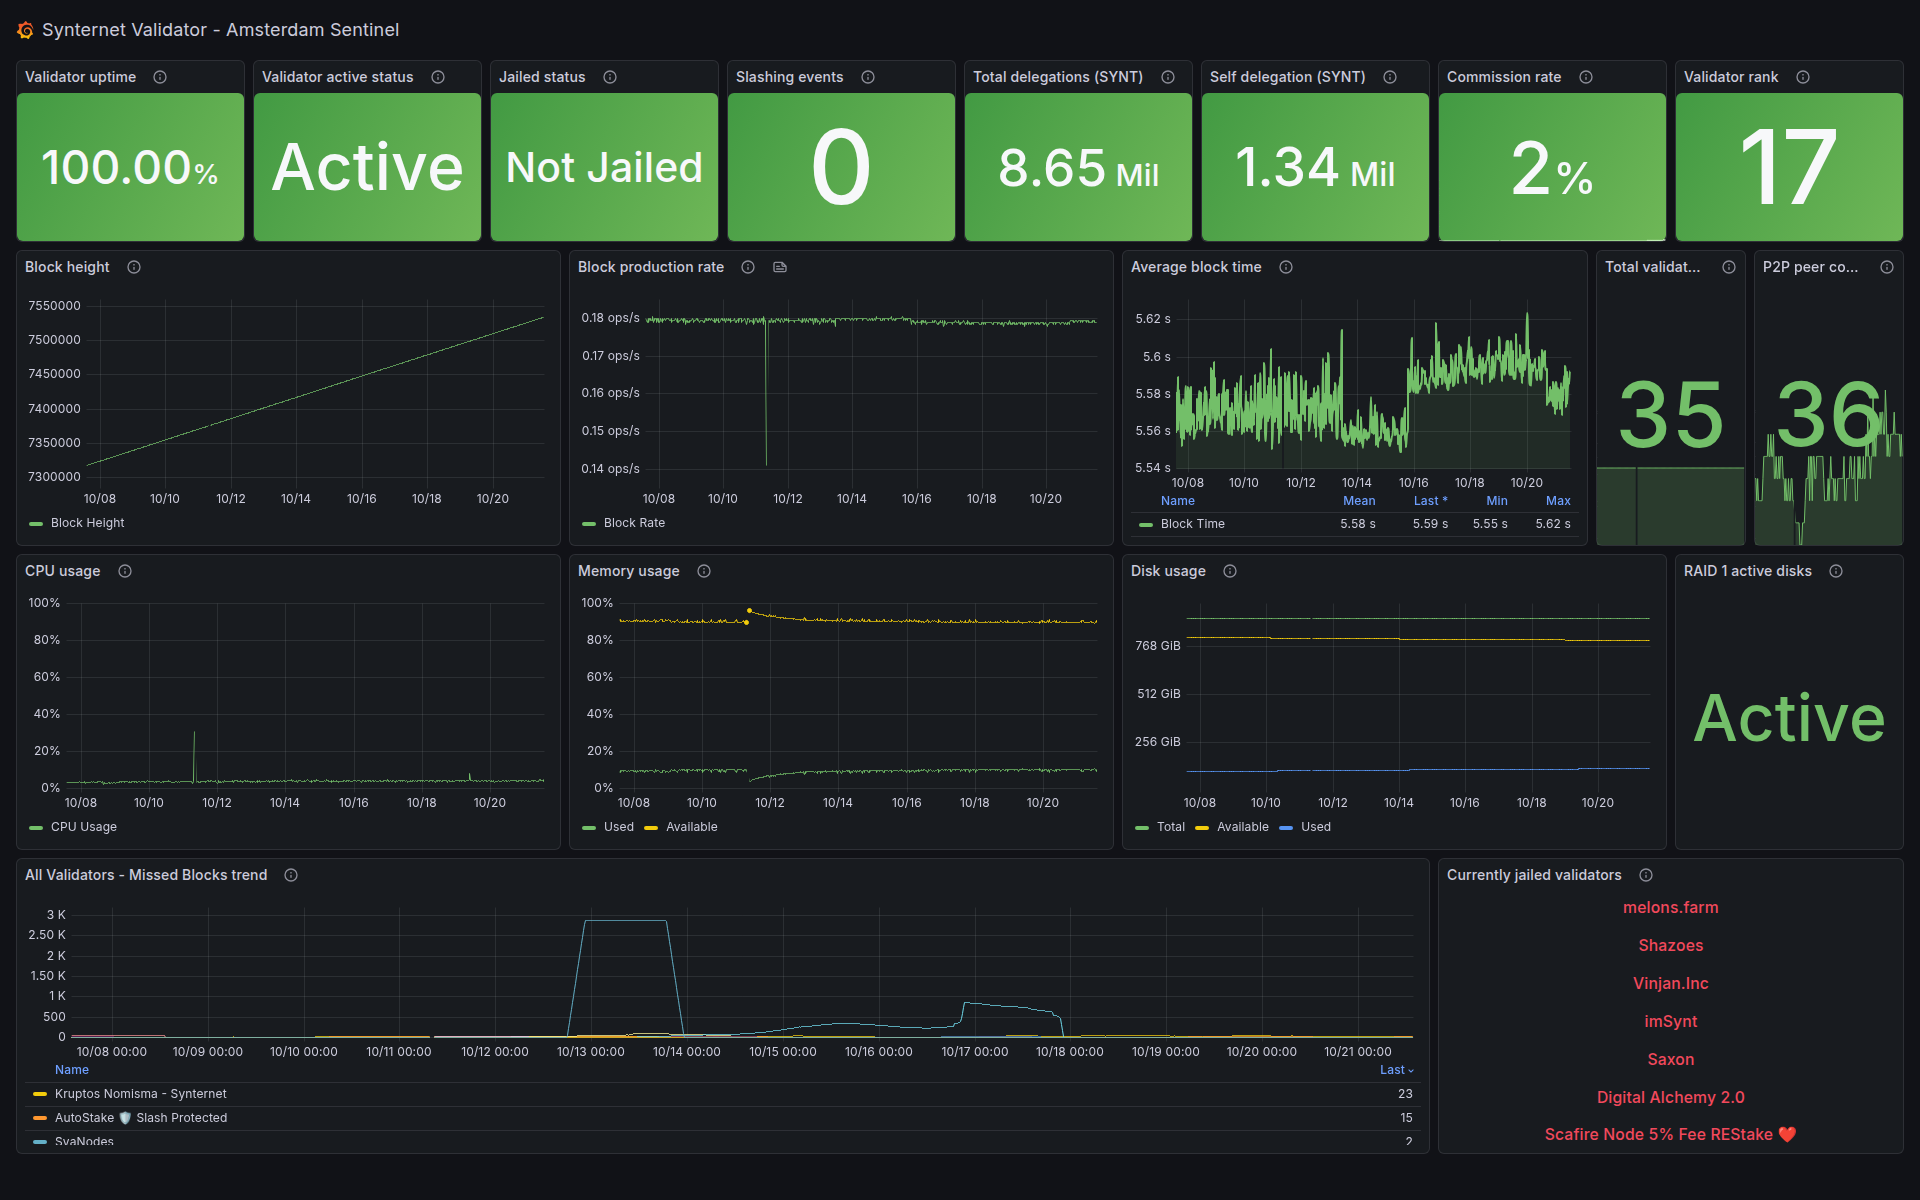 Synternet Validator - Amsterdam Sentinel
Validator uptime
100.00%
Validator active status
Active
Jailed status
Not Jailed
Slashing events
0
Total delegations (SYNT)
8.65 Mil
Self delegation (SYNT)
1.34 Mil
Commission rate
2%
Validator rank
17
Block height
7550000
7500000
7450000
7400000
7350000
7300000
10/08 10/10 10/12 10/14 10/16 10/18 10/20
Block Height
Block production rate
0.18 ops/s
0.17 ops/s
0.16 ops/s
0.15 ops/s
0.14 ops/s
10/08 10/10 10/12 10/14 10/16 10/18 10/20
Block Rate
Average block time
5.62 s
5.6 s
5.58 s
5.56 s
5.54 s
10/08 10/10 10/12 10/14 10/16 10/18 10/20
Name Mean Last * Min Max
Block Time 5.58 s 5.59 s 5.55 s 5.62 s
Total validat...
35
P2P peer co...
36
CPU usage
100%
80%
60%
40%
20%
0%
10/08 10/10 10/12 10/14 10/16 10/18 10/20
CPU Usage
Memory usage
100%
80%
60%
40%
20%
0%
10/08 10/10 10/12 10/14 10/16 10/18 10/20
Used Available
Disk usage
768 GiB
512 GiB
256 GiB
10/08 10/10 10/12 10/14 10/16 10/18 10/20
Total Available Used
RAID 1 active disks
Active
All Validators - Missed Blocks trend
3 K
2.50 K
2 K
1.50 K
1 K
500
0
10/08 00:00 10/09 00:00 10/10 00:00 10/11 00:00 10/12 00:00 10/13 00:00 10/14 00:00 10/15 00:00 10/16 00:00 10/17 00:00 10/18 00:00 10/19 00:00 10/20 00:00 10/21 00:00
Name Last
Kruptos Nomisma - Synternet 23
AutoStake 🛡️ Slash Protected 15
SvaNodes 2
Currently jailed validators
melons.farm
Shazoes
Vinjan.Inc
imSynt
Saxon
Digital Alchemy 2.0
Scafire Node 5% Fee REStake ❤️